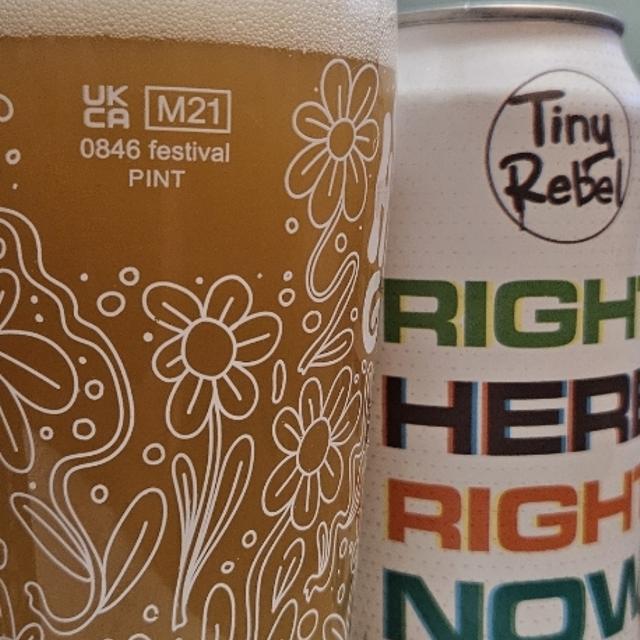 UK
CA M21
0846 festival
PINT
Tiny
Rebel
RIGHT
HERE
RIGHT
NOW